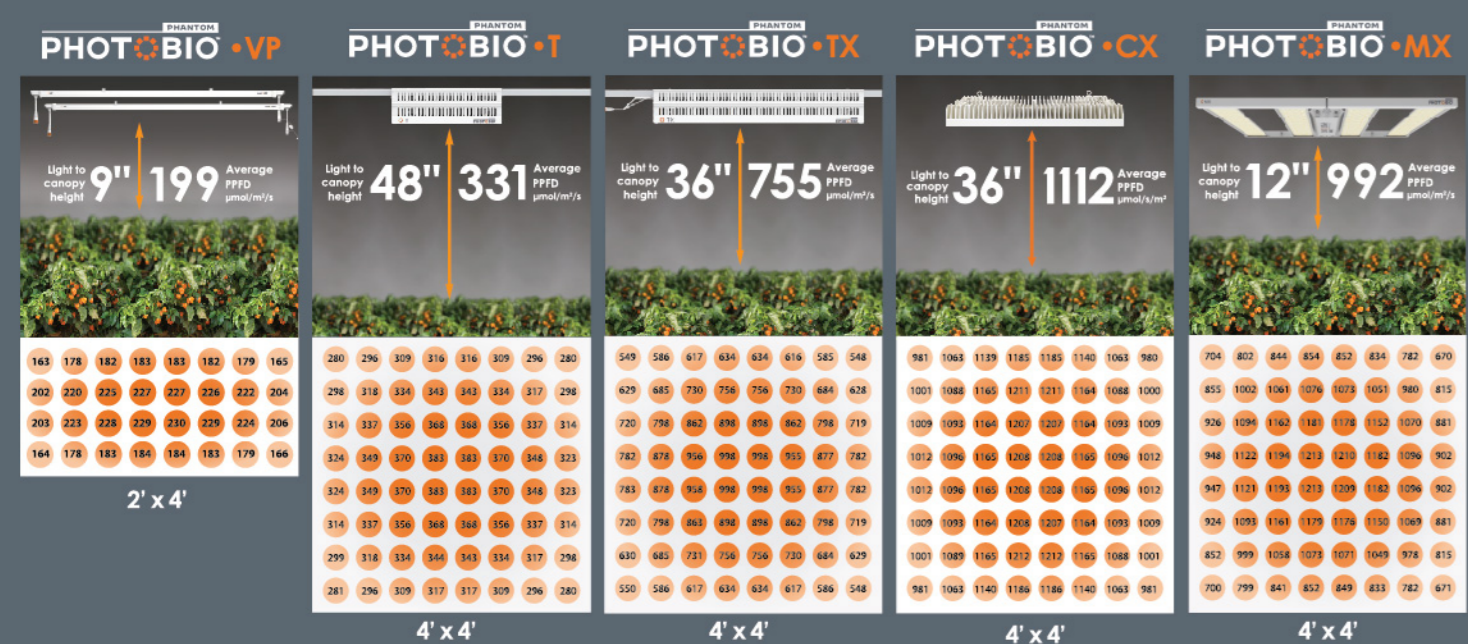 PHANTOM
PHOTOBIO™ •VP
Light to canopy height 9" 199 Average PPFD µmol/m²/s
163 178 182 183 183 182 179 165
202 220 225 227 227 226 222 204
203 223 228 229 230 229 224 206
164 178 183 184 184 183 179 166
2' x 4'
PHANTOM
PHOTOBIO™ •T
Light to canopy height 48" 331 Average PPFD µmol/m²/s
280 296 309 316 316 309 296 280
298 318 334 343 343 334 317 298
314 337 356 368 368 356 337 314
324 349 370 383 383 370 348 323
324 349 370 383 383 370 348 323
314 337 356 368 368 356 337 314
299 318 334 344 343 334 317 298
281 296 309 317 317 309 296 280
4' x 4'
PHANTOM
PHOTOBIO™ •TX
Light to canopy height 36" 755 Average PPFD µmol/m²/s
549 586 617 634 634 616 585 548
629 685 730 756 756 730 684 628
720 798 862 898 898 862 798 719
782 878 956 998 998 955 877 782
783 878 958 998 998 955 877 782
720 798 863 898 898 862 798 719
630 685 731 756 756 730 684 629
550 586 617 634 634 617 586 548
4' x 4'
PHANTOM
PHOTOBIO™ •CX
Light to canopy height 36" 1112 Average PPFD µmol/s/m²
981 1063 1139 1185 1185 1140 1063 980
1001 1088 1165 1211 1211 1164 1088 1000
1009 1093 1164 1207 1207 1164 1093 1009
1012 1096 1165 1208 1208 1165 1096 1012
1012 1096 1165 1208 1208 1165 1096 1012
1009 1093 1164 1208 1207 1164 1093 1009
1001 1089 1165 1212 1212 1165 1088 1001
981 1063 1140 1186 1186 1140 1063 981
4' x 4'
PHANTOM
PHOTOBIO™ •MX
Light to canopy height 12" 992 Average PPFD µmol/m²/s
704 802 844 854 852 834 782 670
855 1002 1061 1076 1073 1051 980 815
926 1094 1162 1181 1178 1152 1070 881
948 1122 1194 1213 1210 1182 1096 902
947 1121 1193 1213 1209 1182 1096 902
924 1093 1161 1179 1176 1150 1069 881
852 999 1058 1073 1071 1049 978 815
700 799 841 852 849 833 782 671
4' x 4'